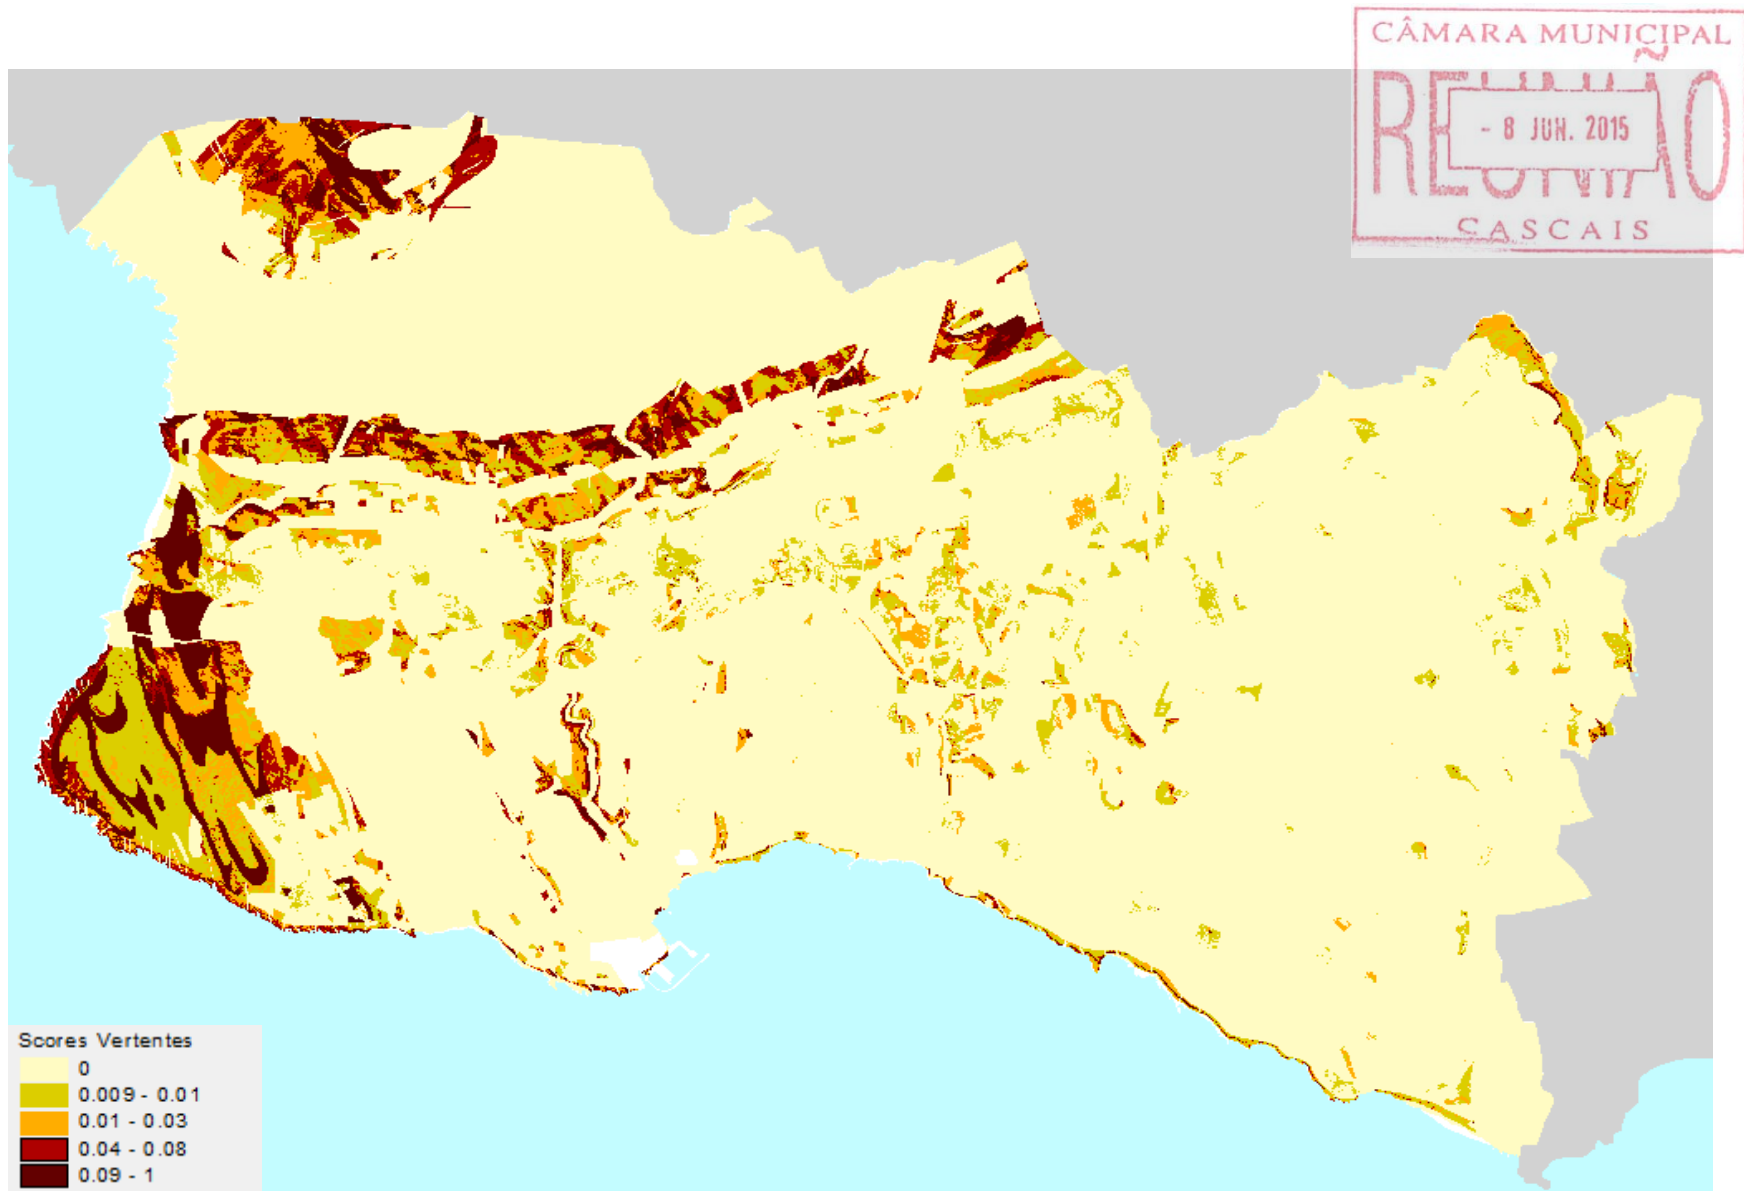 CÂMARA MUNICIPAL
REUNIÃO
- 8 JUN. 2015
CASCAIS
Scores Vertentes
0
0.009 - 0.01
0.01 - 0.03
0.04 - 0.08
0.09 - 1